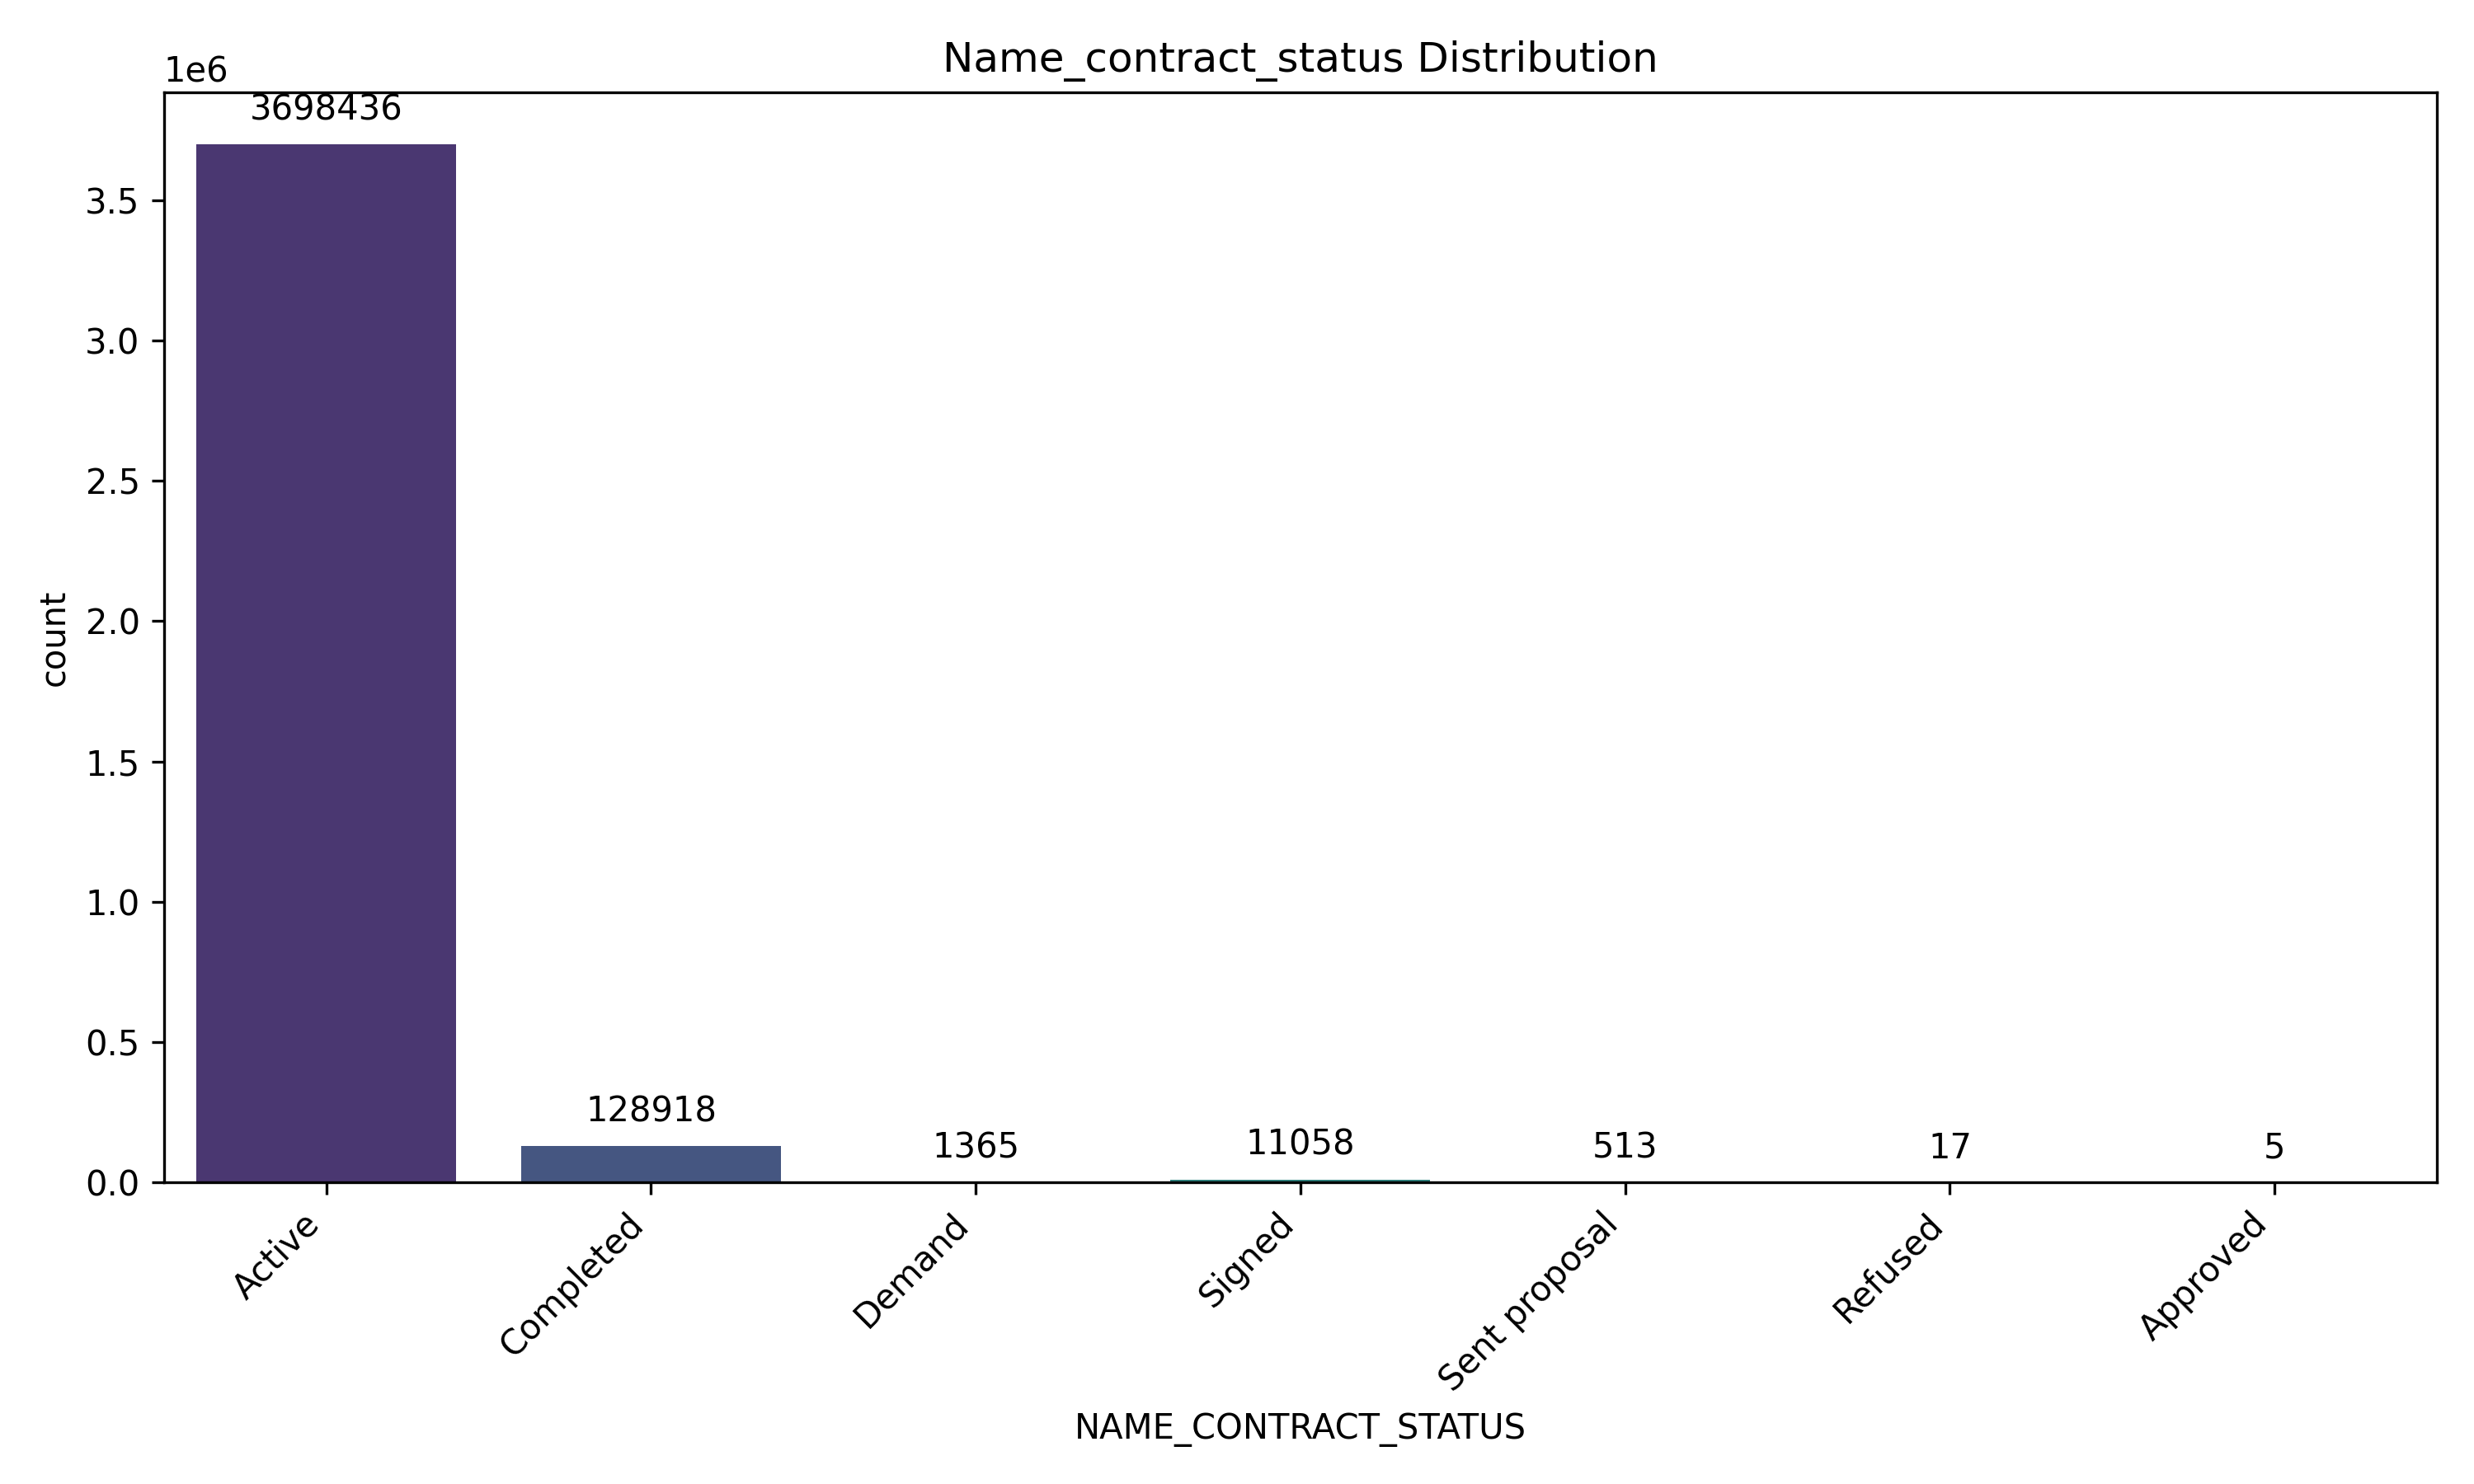 Name_contract_status Distribution
1e6
3698436
3.5
3.0
2.5
2.0
1.5
1.0
0.5
0.0
count
128918
1365
11058
513
17
5
Active
Completed
Demand
Signed
Sent proposal
Refused
Approved
NAME_CONTRACT_STATUS